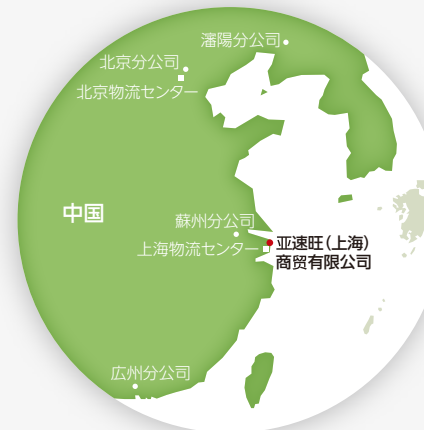 瀋陽分公司
北京分公司
北京物流センター
中国
蘇州分公司
上海物流センター
亚速旺(上海)
商贸有限公司
広州分公司